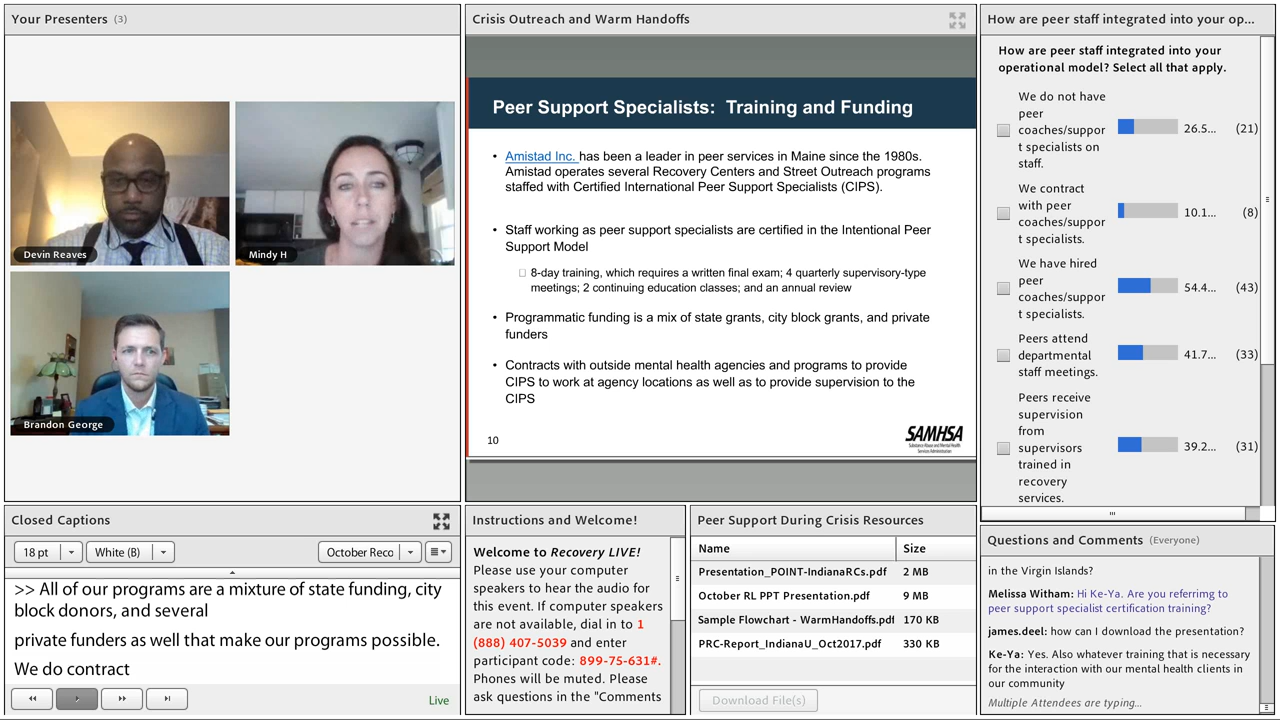 Your Presenters (3)
Devin Reaves
Mindy H
Brandon George
Crisis Outreach and Warm Handoffs
Peer Support Specialists: Training and Funding
• Amistad Inc. has been a leader in peer services in Maine since the 1980s.
Amistad operates several Recovery Centers and Street Outreach programs
staffed with Certified International Peer Support Specialists (CIPS).
• Staff working as peer support specialists are certified in the Intentional Peer
Support Model
8-day training, which requires a written final exam; 4 quarterly supervisory-type
meetings; 2 continuing education classes; and an annual review
• Programmatic funding is a mix of state grants, city block grants, and private
funders
• Contracts with outside mental health agencies and programs to provide
CIPS to work at agency locations as well as to provide supervision to the
CIPS
10
SAMHSA
Substance Abuse and Mental Health
Services Administration
How are peer staff integrated into your op...
How are peer staff integrated into your
operational model? Select all that apply.
We do not have
peer
coaches/suppor
t specialists on
staff.
26.5... (21)
We contract
with peer
coaches/suppor
t specialists.
10.1... (8)
We have hired
peer
coaches/suppor
t specialists.
54.4... (43)
Peers attend
departmental
staff meetings.
41.7... (33)
Peers receive
supervision
from
supervisors
trained in
recovery
services.
39.2... (31)
Closed Captions
18 pt
White (B)
October Reco
>> All of our programs are a mixture of state funding, city
block donors, and several
private funders as well that make our programs possible.
We do contract
Live
Instructions and Welcome!
Welcome to Recovery LIVE!
Please use your computer
speakers to hear the audio for
this event. If computer speakers
are not available, dial in to 1
(888) 407-5039 and enter
participant code: 899-75-631#.
Phones will be muted. Please
ask questions in the "Comments
Peer Support During Crisis Resources
Name Size
Presentation_POINT-IndianaRCs.pdf 2 MB
October RL PPT Presentation.pdf 9 MB
Sample Flowchart - WarmHandoffs.pdf 170 KB
PRC-Report_IndianaU_Oct2017.pdf 330 KB
Download File(s)
Questions and Comments (Everyone)
in the Virgin Islands?
Melissa Witham: Hi Ke-Ya. Are you referring to
peer support specialist certification training?
james.deel: how can I download the presentation?
Ke-Ya: Yes. Also whatever training that is necessary
for the interaction with our mental health clients in
our community
Multiple Attendees are typing...